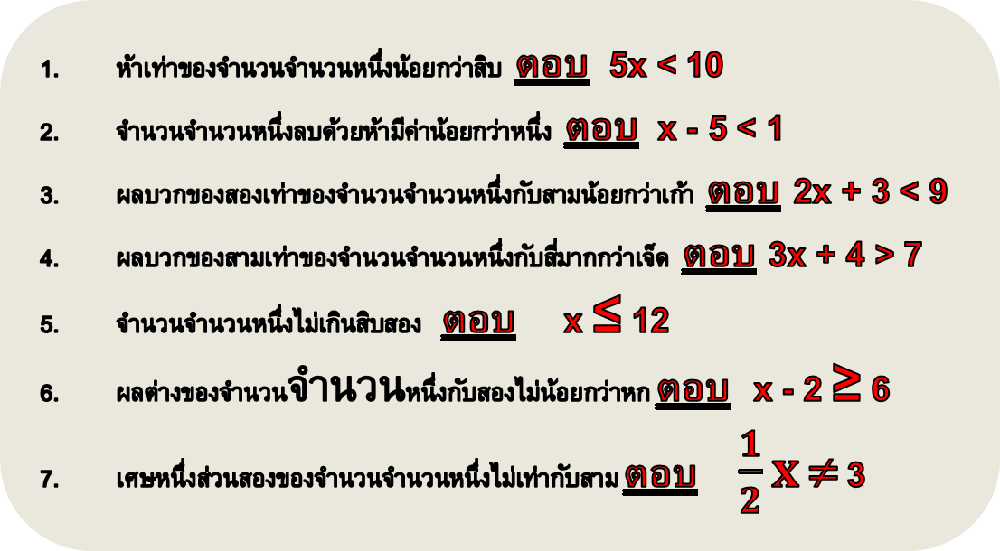 1. ห้าเท่าของจำนวนจำนวนหนึ่งน้อยกว่าสิบ ตอบ 5x < 10
2. จำนวนจำนวนหนึ่งลบด้วยห้ามีค่าน้อยกว่าหนึ่ง ตอบ x - 5 < 1
3. ผลบวกของสองเท่าของจำนวนจำนวนหนึ่งกับสามน้อยกว่าเก้า ตอบ 2x + 3 < 9
4. ผลบวกของสามเท่าของจำนวนจำนวนหนึ่งกับสี่มากกว่าเจ็ด ตอบ 3x + 4 > 7
5. จำนวนจำนวนหนึ่งไม่เกินสิบสอง ตอบ x ≤ 12
6. ผลต่างของจำนวนจำนวนหนึ่งกับสองไม่น้อยกว่าหก ตอบ x - 2 ≥ 6
7. เศษหนึ่งส่วนสองของจำนวนจำนวนหนึ่งไม่เท่ากับสาม ตอบ 1/2 x ≠ 3